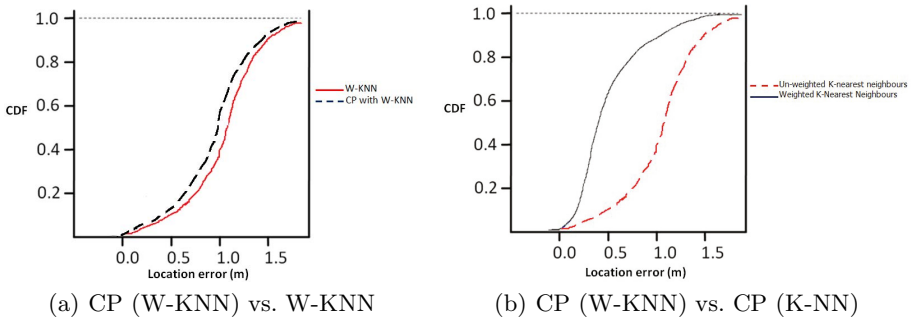 1.0
0.8
0.6
0.4
0.2
CDF
0.0 0.5 1.0 1.5
Location error (m)
W-KNN
CP with W-KNN
(a) CP (W-KNN) vs. W-KNN
1.0
0.8
0.6
0.4
0.2
CDF
0.0 0.5 1.0 1.5
Location error (m)
Un-weighted K-nearest neighbours
Weighted K-Nearest Neighbours
(b) CP (W-KNN) vs. CP (K-NN)